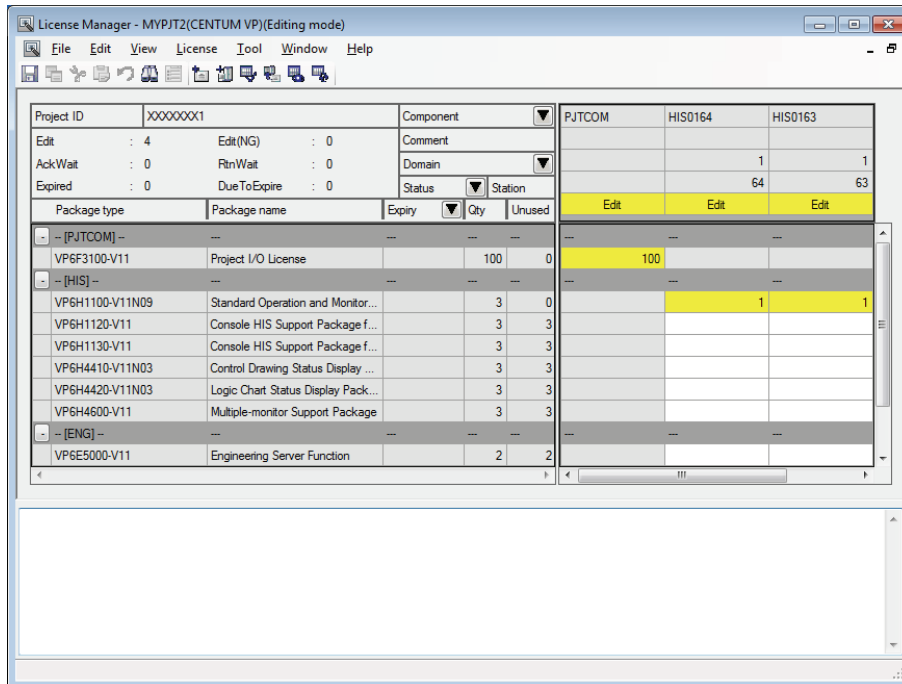 License Manager - MYPJT2(CENTUM VP)(Editing mode)
File Edit View License Tool Window Help
Project ID XXXXXXX1 Component PJTCOM HIS0164 HIS0163
Edit : 4 Edit(NG) : 0 Comment
AckWait : 0 RtnWait : 0 Domain 1 1
Expired : 0 DueToExpire : 0 Status Station 64 63
Package type Package name Expiry Qty Unused Edit Edit Edit
- -- [PJTCOM] -- --- --- --- --- --- --- ---
VP6F3100-V11 Project I/O License 100 0 100
- -- [HIS] -- --- --- --- --- --- --- ---
VP6H1100-V11N09 Standard Operation and Monitor... 3 0 1 1
VP6H1120-V11 Console HIS Support Package f... 3 3
VP6H1130-V11 Console HIS Support Package f... 3 3
VP6H4410-V11N03 Control Drawing Status Display ... 3 3
VP6H4420-V11N03 Logic Chart Status Display Pack... 3 3
VP6H4600-V11 Multiple-monitor Support Package 3 3
- -- [ENG] -- --- --- --- --- --- --- ---
VP6E5000-V11 Engineering Server Function 2 2